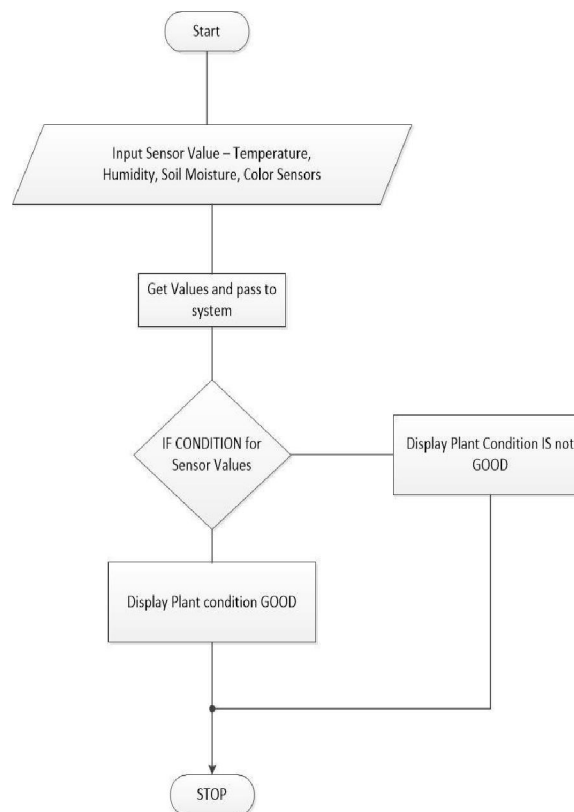 Start
Input Sensor Value – Temperature,
Humidity, Soil Moisture, Color Sensors
Get Values and pass to
system
IF CONDITION for
Sensor Values
Display Plant Condition IS not
GOOD
Display Plant condition GOOD
STOP